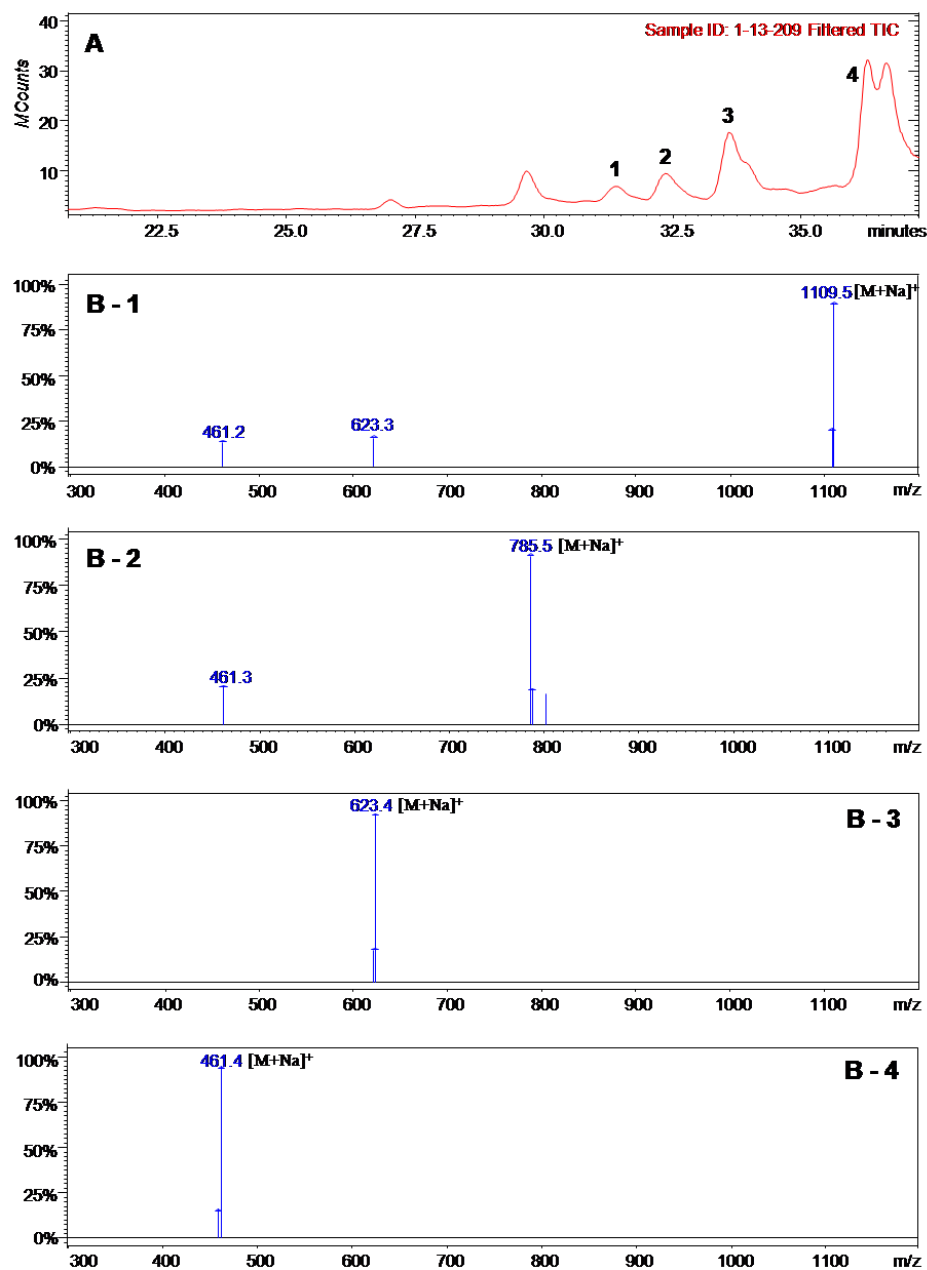 A
Sample ID: 1-13-209 Filtered TIC
MCounts
40
30
20
10
1
2
3
4
22.5 25.0 27.5 30.0 32.5 35.0 minutes
B - 1
1109.5 [M+Na]+
461.2
623.3
100%
75%
50%
25%
0%
300 400 500 600 700 800 900 1000 1100 m/z
B - 2
785.5 [M+Na]+
461.3
100%
75%
50%
25%
0%
300 400 500 600 700 800 900 1000 1100 m/z
623.4 [M+Na]+
B - 3
100%
75%
50%
25%
0%
300 400 500 600 700 800 900 1000 1100 m/z
461.4 [M+Na]+
B - 4
100%
75%
50%
25%
0%
300 400 500 600 700 800 900 1000 1100 m/z